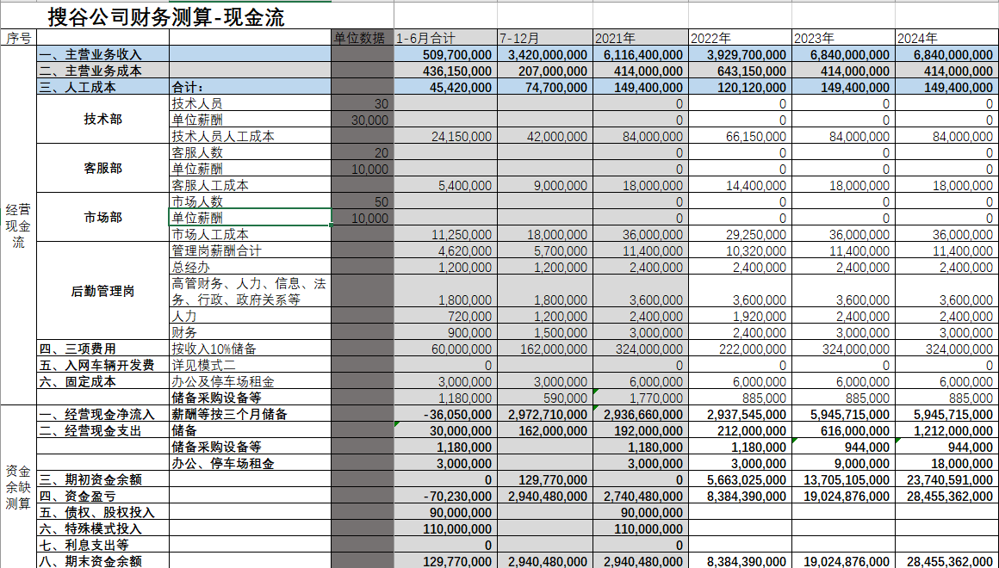 搜谷公司财务测算-现金流
序号 单位数据 1-6月合计 7-12月 2021年 2022年 2023年 2024年
一、主营业务收入 509,700,000 3,420,000,000 6,116,400,000 3,929,700,000 6,840,000,000 6,840,000,000
二、主营业务成本 436,150,000 207,000,000 414,000,000 643,150,000 414,000,000 414,000,000
三、人工成本 合计： 45,420,000 74,700,000 149,400,000 120,120,000 149,400,000 149,400,000
技术人员 30 0 0 0 0
技术部 单位薪酬 30,000 0 0 0 0
技术人员人工成本 24,150,000 42,000,000 84,000,000 66,150,000 84,000,000 84,000,000
客服人数 20 0 0 0 0
客服部 单位薪酬 10,000 0 0 0 0
客服人工成本 5,400,000 9,000,000 18,000,000 14,400,000 18,000,000 18,000,000
经营现金流
市场人数 50 0 0 0 0
市场部 单位薪酬 10,000 0 0 0 0
市场人工成本 11,250,000 18,000,000 36,000,000 29,250,000 36,000,000 36,000,000
管理岗薪酬合计 4,620,000 5,700,000 11,400,000 10,320,000 11,400,000 11,400,000
总经办 1,200,000 1,200,000 2,400,000 2,400,000 2,400,000 2,400,000
后勤管理岗
高管财务、人力、信息、法
务、行政、政府关系等 1,800,000 1,800,000 3,600,000 3,600,000 3,600,000 3,600,000
人力 720,000 1,200,000 2,400,000 1,920,000 2,400,000 2,400,000
财务 900,000 1,500,000 3,000,000 2,400,000 3,000,000 3,000,000
四、三项费用 按收入10%储备 60,000,000 162,000,000 324,000,000 222,000,000 324,000,000 324,000,000
五、入网车辆开发费 详见模式二 0 0 0 0 0
六、固定成本 办公及停车场租金 3,000,000 3,000,000 6,000,000 6,000,000 6,000,000 6,000,000
储备采购设备等 1,180,000 590,000 1,770,000 885,000 885,000 885,000
一、经营现金净流入 薪酬等按三个月储备 -36,050,000 2,972,710,000 2,936,660,000 2,937,545,000 5,945,715,000 5,945,715,000
二、经营现金支出 储备 30,000,000 162,000,000 192,000,000 212,000,000 616,000,000 1,212,000,000
储备采购设备等 1,180,000 1,180,000 1,180,000 944,000 944,000
办公、停车场租金 3,000,000 3,000,000 3,000,000 9,000,000 18,000,000
资金余缺测算
三、期初资金余额 0 129,770,000 0 5,663,025,000 13,705,105,000 23,740,591,000
四、资金盈亏 -70,230,000 2,940,480,000 2,740,480,000 8,384,390,000 19,024,876,000 28,455,362,000
五、债权、股权投入 90,000,000 90,000,000
六、特殊模式投入 110,000,000 110,000,000
七、利息支出等 0 0
八、期末资金余额 129,770,000 2,940,480,000 2,940,480,000 8,384,390,000 19,024,876,000 28,455,362,000